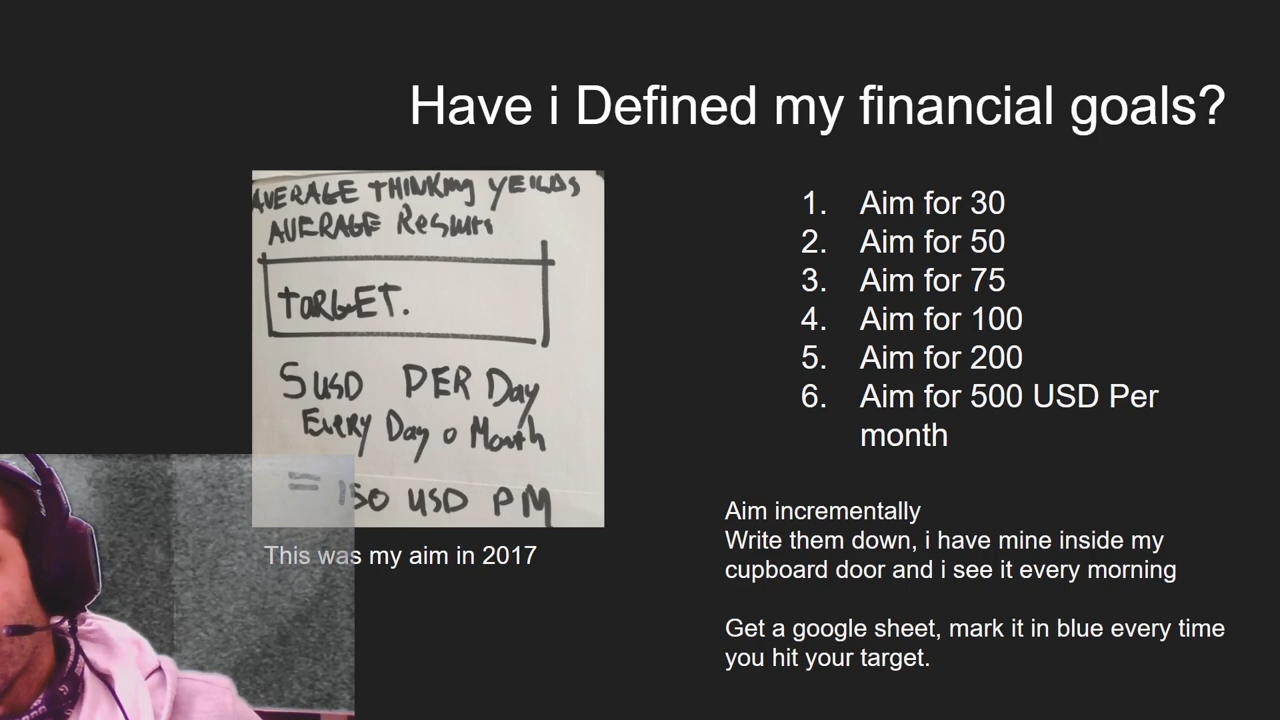 Have i Defined my financial goals?
AVERAGE THINKING YEILDS
AVERAGE Results
TARGET.
5 USD PER Day
EVERY Day o Month
= 150 USD PM
This was my aim in 2017
1. Aim for 30
2. Aim for 50
3. Aim for 75
4. Aim for 100
5. Aim for 200
6. Aim for 500 USD Per
month
Aim incrementally
Write them down, i have mine inside my
cupboard door and i see it every morning
Get a google sheet, mark it in blue every time
you hit your target.